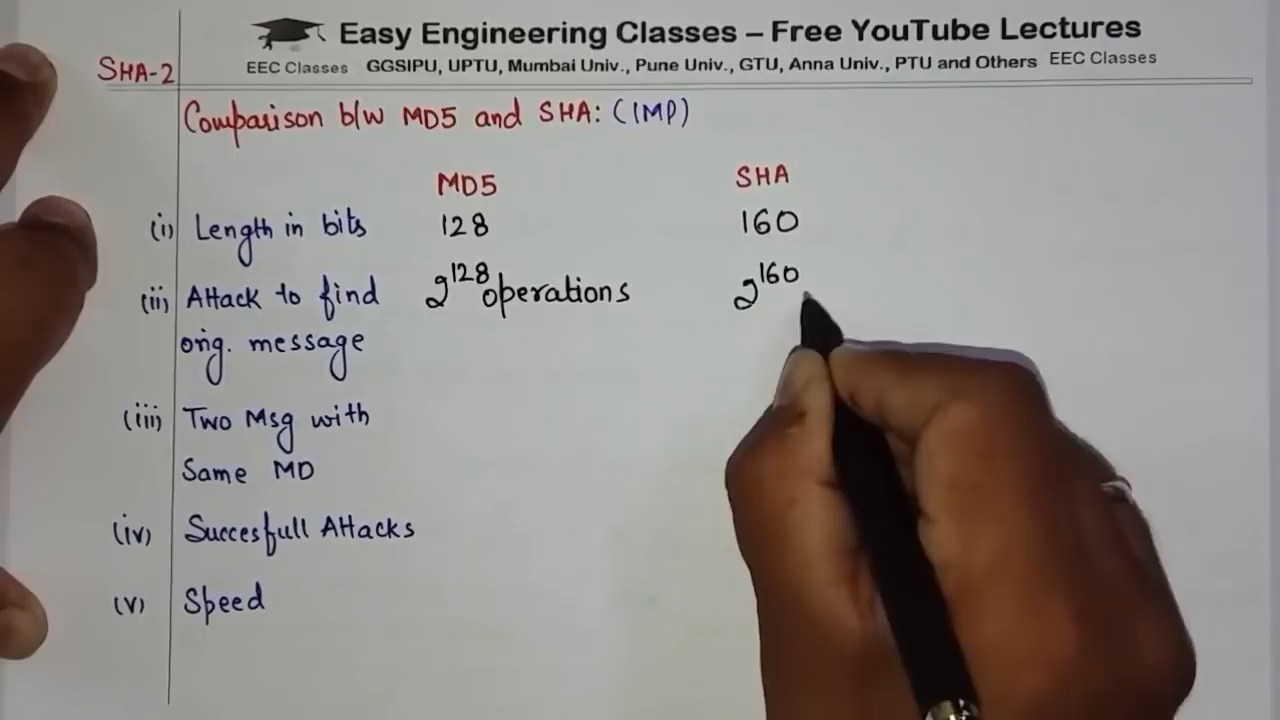 Easy Engineering Classes – Free YouTube Lectures
EEC Classes GGSIPU, UPTU, Mumbai Univ., Pune Univ., GTU, Anna Univ., PTU and Others EEC Classes
SHA-2
Comparison b/w MD5 and SHA: (IMP)
MD5 SHA
(i) Length in bits 128 160
(ii) Attack to find 2^128 operations 2^160
orig. message
(iii) Two Msg with
Same MD
(iv) Succesfull Attacks
(v) Speed